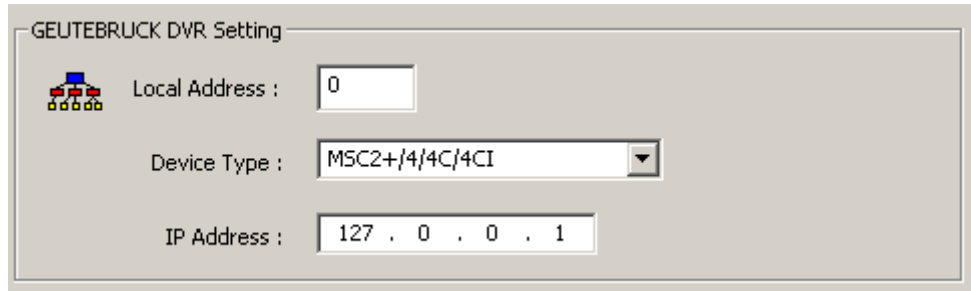 GEUTEBRUCK DVR Setting
Local Address : 0
Device Type : MSC2+/4/4C/4CI
IP Address : 127 . 0 . 0 . 1